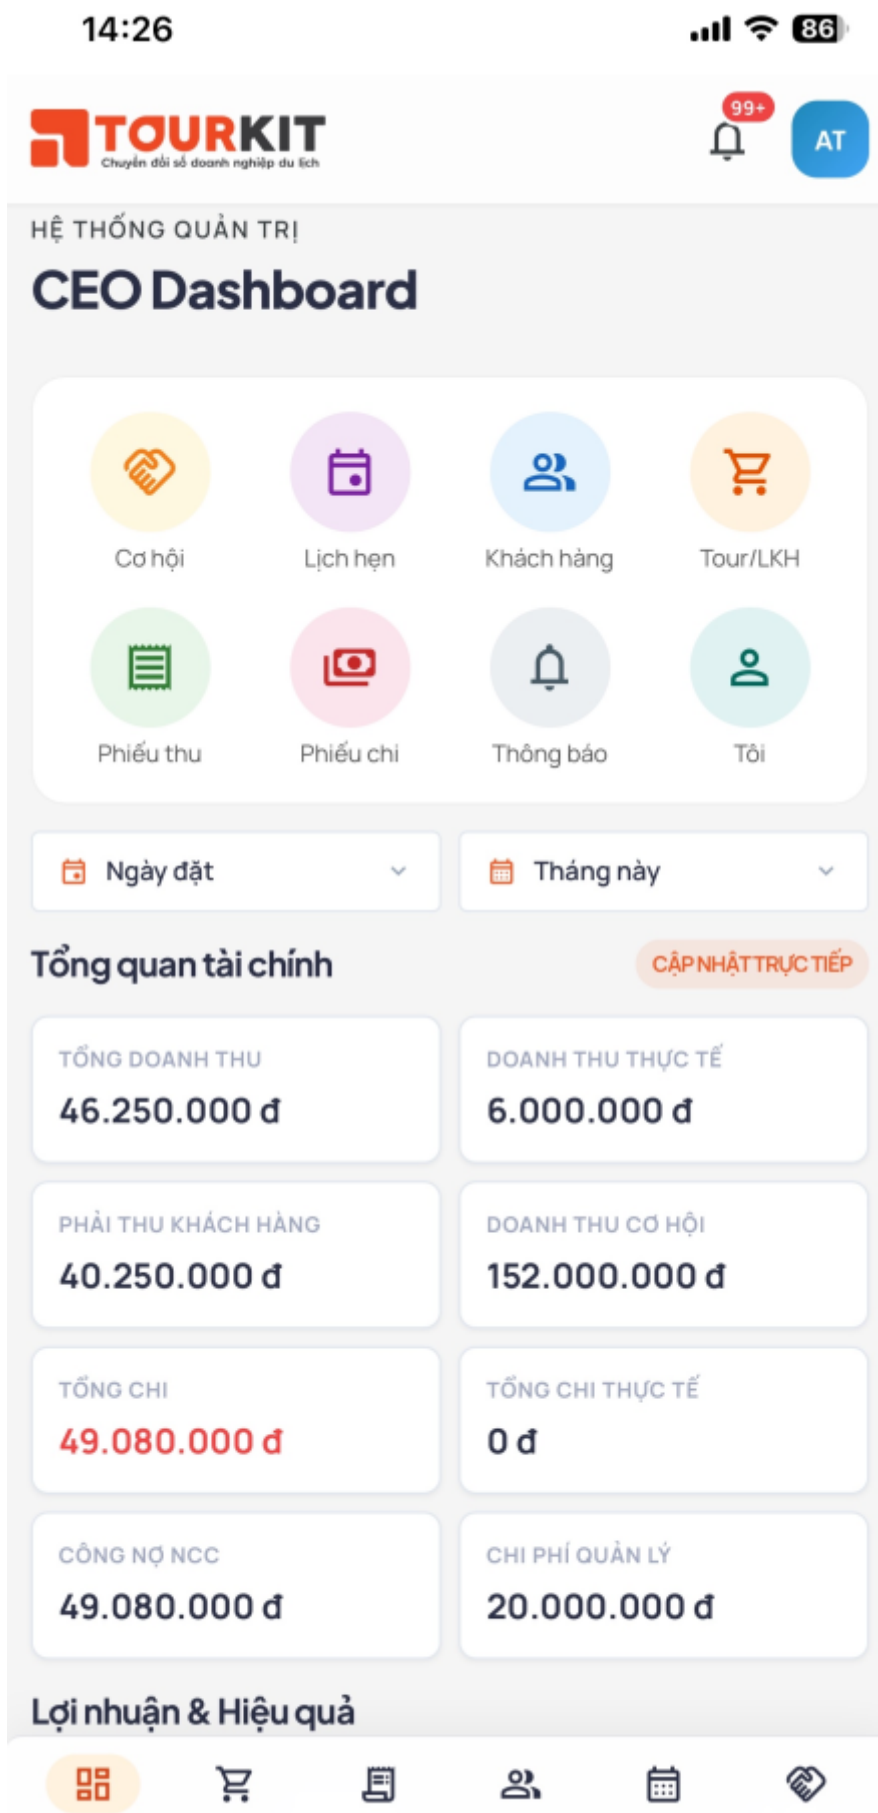 14:26
86
99+
TOURKIT
AT
Chuyển đổi số doanh nghiệp du lịch
HỆ THỐNG QUẢN TRỊ
CEO Dashboard
Cơ hội
Lịch hẹn
Khách hàng
Tour/LKH
Phiếu thu
Phiếu chi
Thông báo
Tôi
Ngày đặt
Tháng này
Tổng quan tài chính
CẬP NHẬT TRỰC TIẾP
TỔNG DOANH THU
DOANH THU THỰC TẾ
46.250.000 đ
6.000.000 đ
PHẢI THU KHÁCH HÀNG
DOANH THU CƠ HỘI
40.250.000 đ
152.000.000 đ
TỔNG CHI
TỔNG CHI THỰC TẾ
49.080.000 đ
0 đ
CÔNG NỢ NCC
CHI PHÍ QUẢN LÝ
49.080.000 đ
20.000.000 đ
Lợi nhuận & Hiệu quả